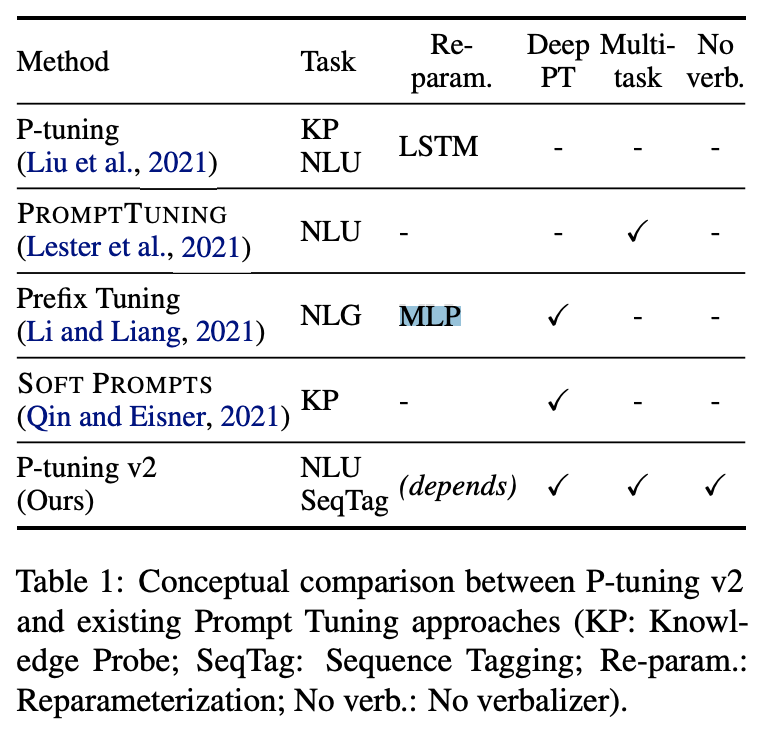 Method Task Re-param. Deep PT Multi-task No verb.
P-tuning (Liu et al., 2021) KP NLU LSTM - - -
PROMPTTUNING (Lester et al., 2021) NLU - - ✓ -
Prefix Tuning (Li and Liang, 2021) NLG MLP ✓ - -
SOFT PROMPTS (Qin and Eisner, 2021) KP - ✓ - -
P-tuning v2 (Ours) NLU SeqTag (depends) ✓ ✓ ✓
Table 1: Conceptual comparison between P-tuning v2
and existing Prompt Tuning approaches (KP: Knowl-
edge Probe; SeqTag: Sequence Tagging; Re-param.:
Reparameterization; No verb.: No verbalizer).